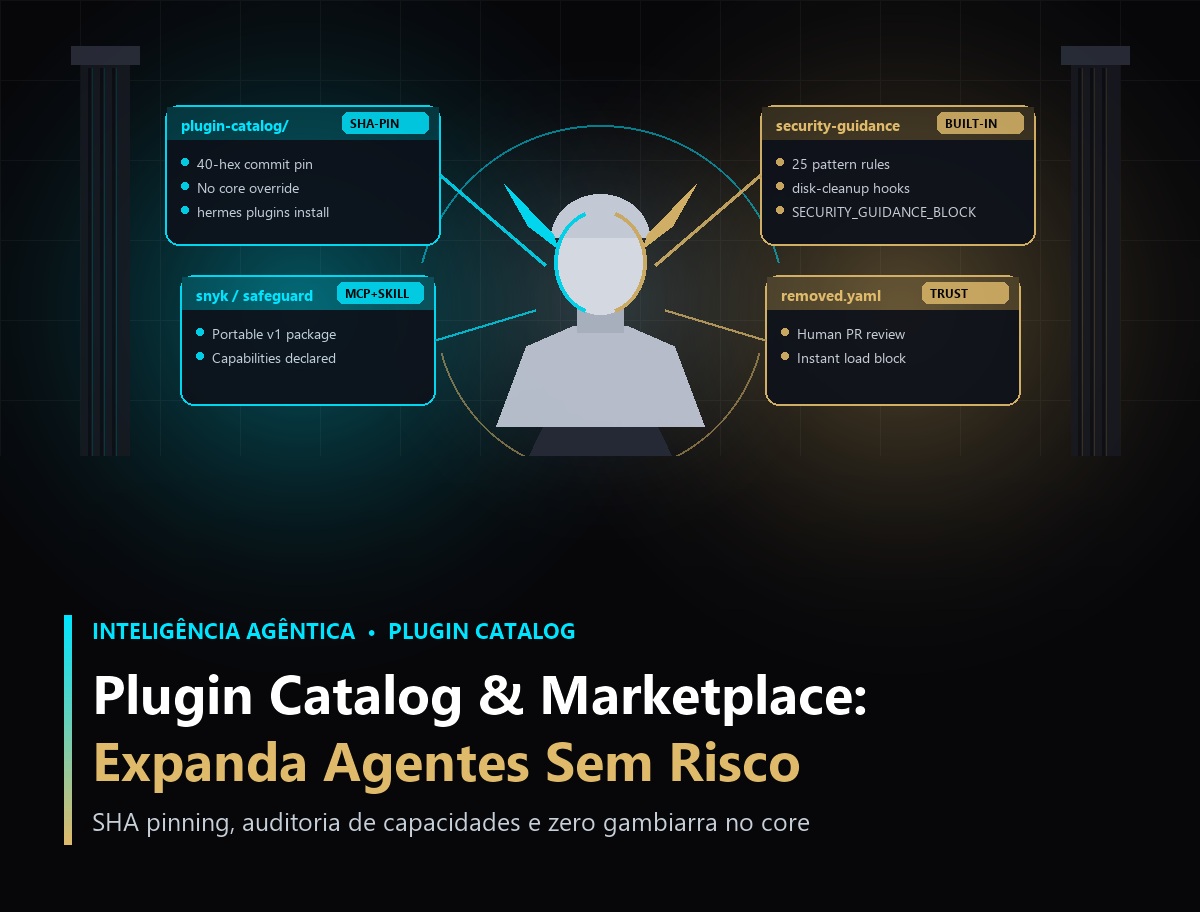 plugin-catalog/ SHA-PIN
40-hex commit pin
No core override
hermes plugins install
security-guidance BUILT-IN
25 pattern rules
disk-cleanup hooks
SECURITY_GUIDANCE_BLOCK
snyk / safeguard MCP+SKILL
Portable v1 package
Capabilities declared
removed.yaml TRUST
Human PR review
Instant load block
INTELIGÊNCIA AGÊNTICA • PLUGIN CATALOG
Plugin Catalog & Marketplace:
Expanda Agentes Sem Risco
SHA pinning, auditoria de capacidades e zero gambiarra no core